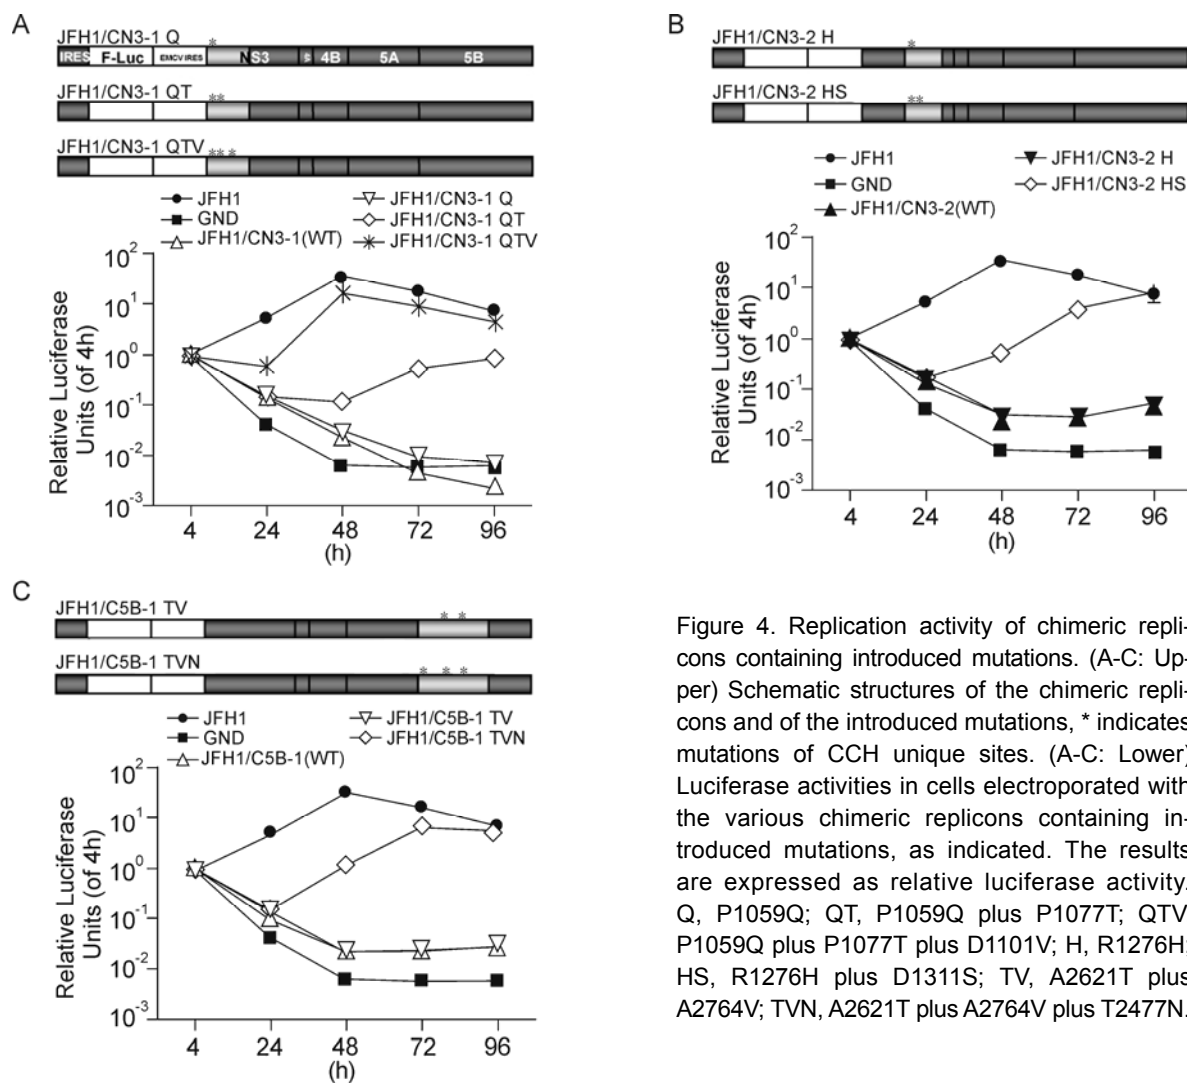 A
JFH1/CN3-1 Q
*
IRES F-Luc EMCV IRES NS3 4B 5A 5B
JFH1/CN3-1 QT
**
JFH1/CN3-1 QTV
** *
JFH1
GND
JFH1/CN3-1(WT)
JFH1/CN3-1 Q
JFH1/CN3-1 QT
JFH1/CN3-1 QTV
Relative Luciferase
Units (of 4h)
10²
10¹
10⁰
10⁻¹
10⁻²
10⁻³
4 24 48 72 96
(h)
B
JFH1/CN3-2 H
*
JFH1/CN3-2 HS
**
JFH1
GND
JFH1/CN3-2(WT)
JFH1/CN3-2 H
JFH1/CN3-2 HS
Relative Luciferase
Units (of 4h)
10²
10¹
10⁰
10⁻¹
10⁻²
10⁻³
4 24 48 72 96
(h)
C
JFH1/C5B-1 TV
* *
JFH1/C5B-1 TVN
* * *
JFH1
GND
JFH1/C5B-1(WT)
JFH1/C5B-1 TV
JFH1/C5B-1 TVN
Relative Luciferase
Units (of 4h)
10²
10¹
10⁰
10⁻¹
10⁻²
10⁻³
4 24 48 72 96
(h)
Figure 4. Replication activity of chimeric repli-
cons containing introduced mutations. (A-C: Up-
per) Schematic structures of the chimeric repli-
cons and of the introduced mutations, * indicates
mutations of CCH unique sites. (A-C: Lower)
Luciferase activities in cells electroporated with
the various chimeric replicons containing in-
troduced mutations, as indicated. The results
are expressed as relative luciferase activity.
Q, P1059Q; QT, P1059Q plus P1077T; QTV
P1059Q plus P1077T plus D1101V; H, R1276H;
HS, R1276H plus D1311S; TV, A2621T plus
A2764V; TVN, A2621T plus A2764V plus T2477N.